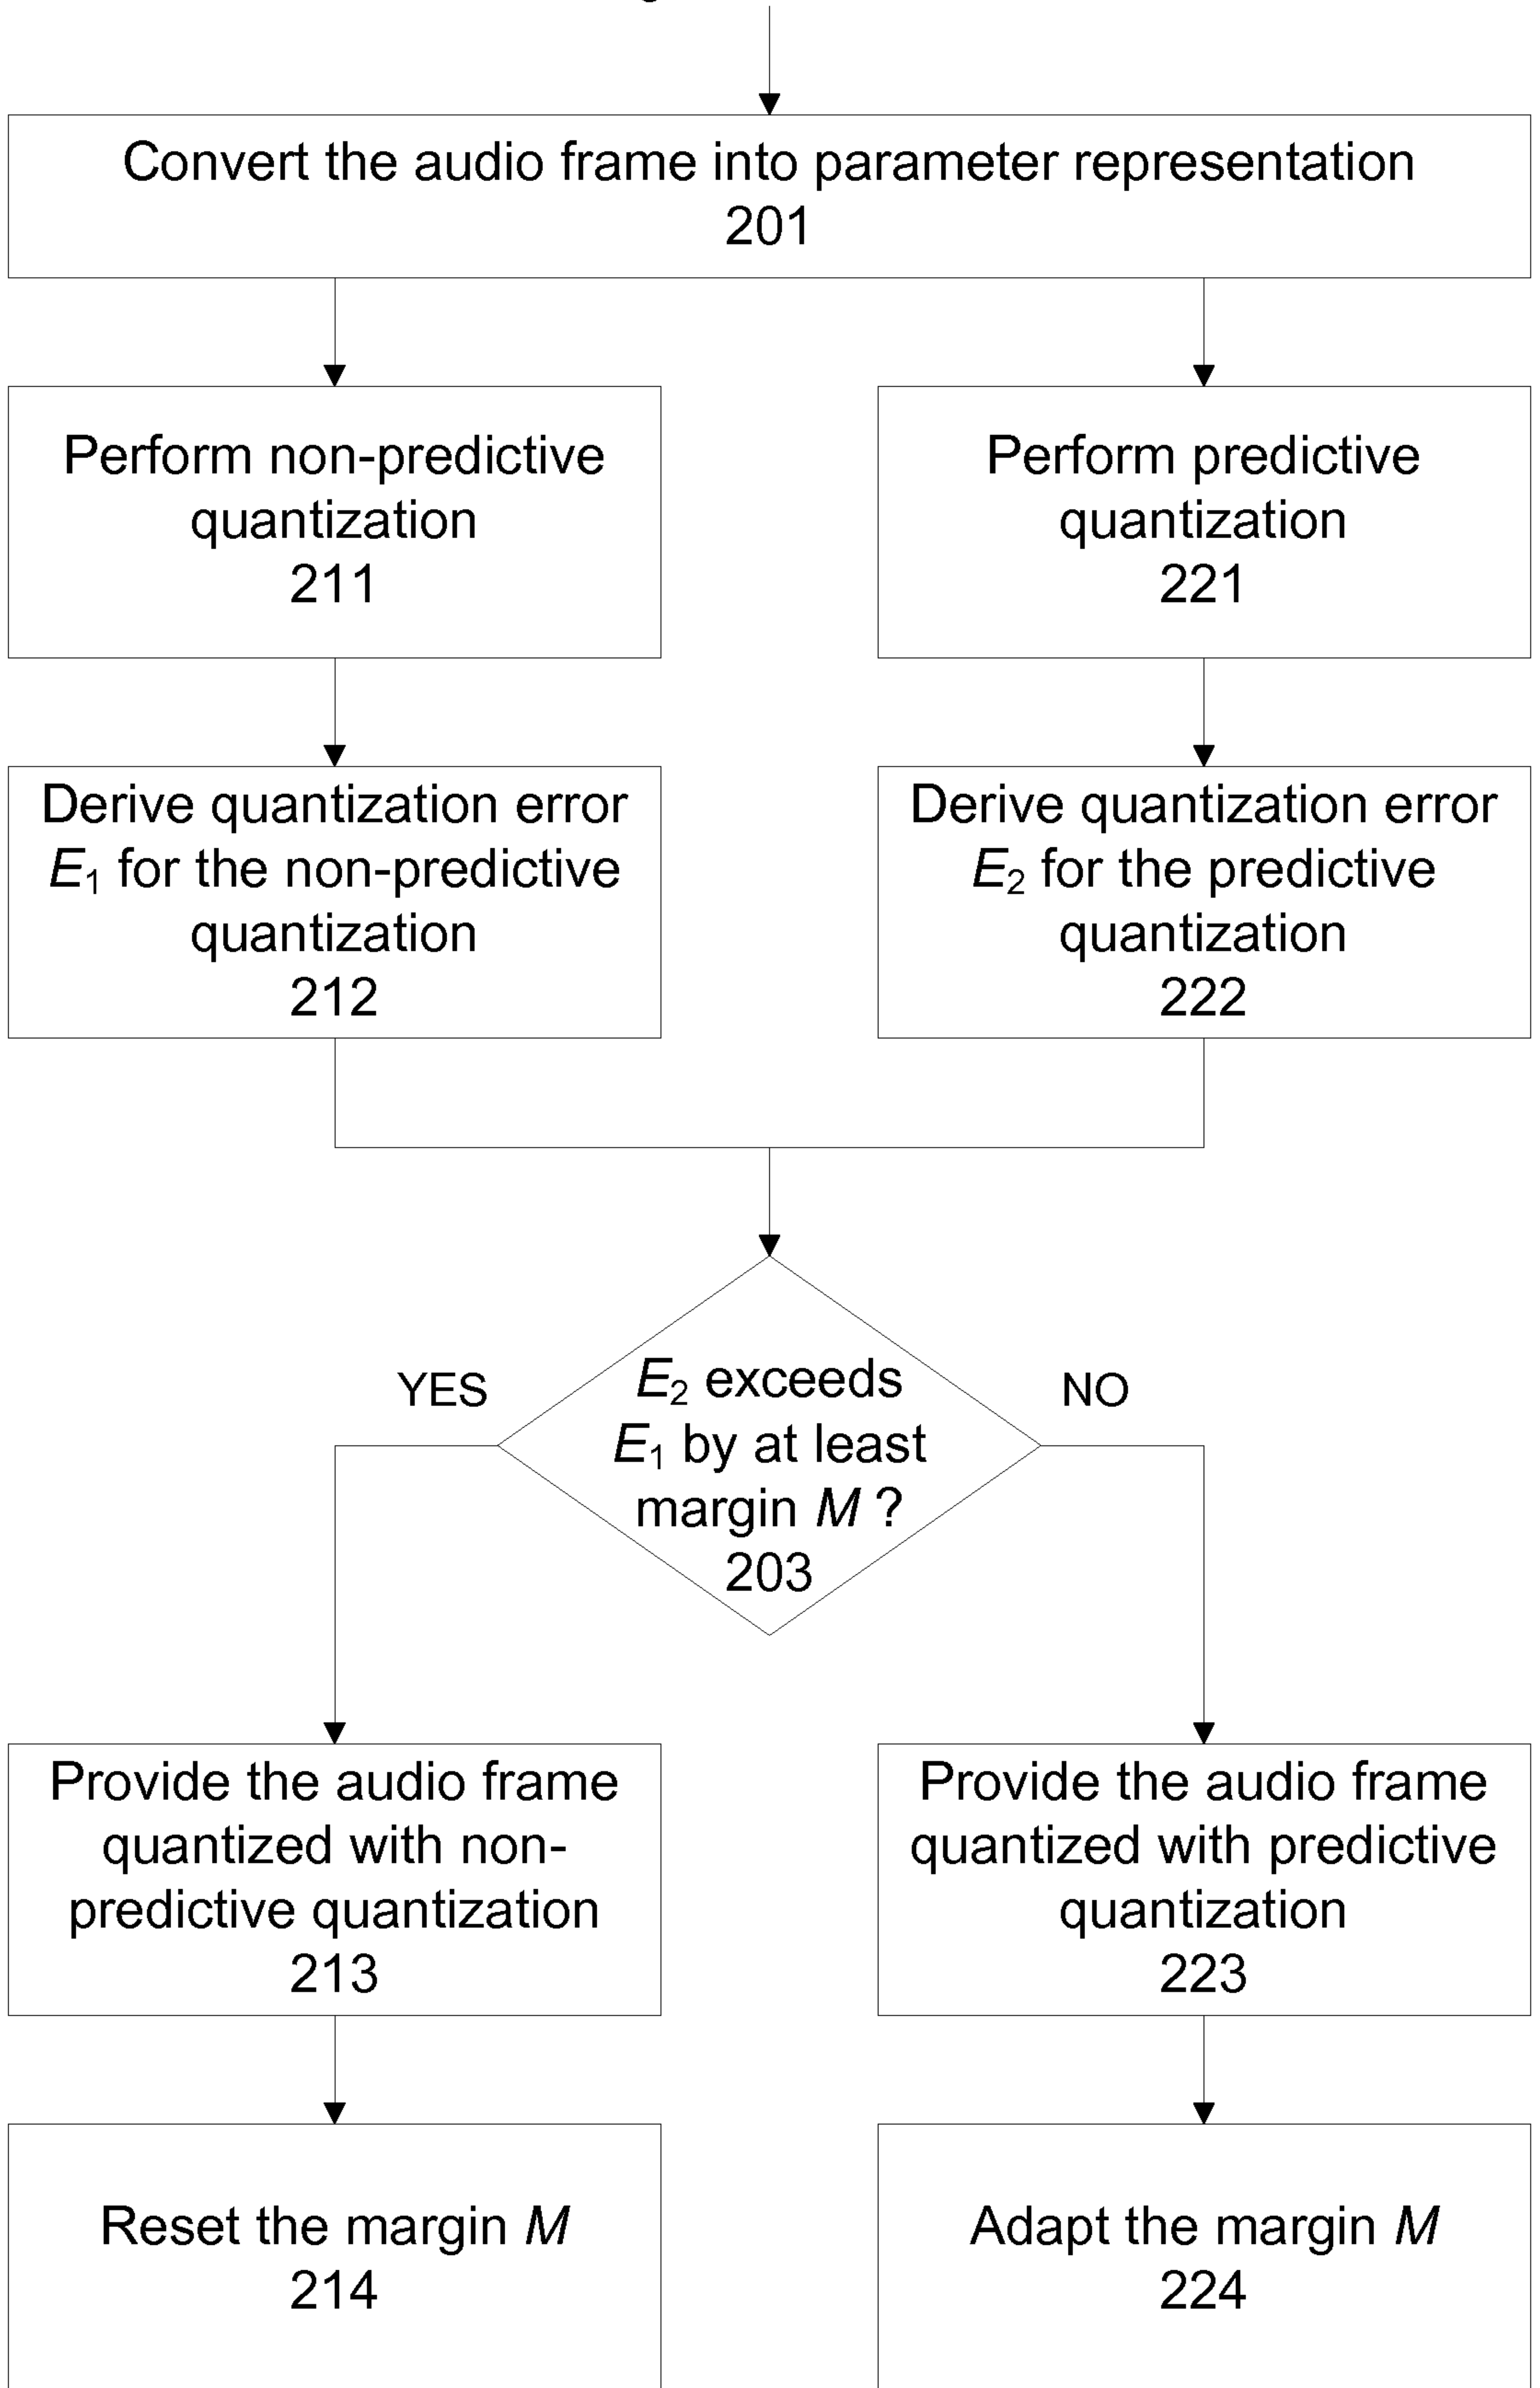 Convert the audio frame into parameter representation
201
Perform non-predictive
quantization
211
Perform predictive
quantization
221
Derive quantization error
E1 for the non-predictive
quantization
212
Derive quantization error
E2 for the predictive
quantization
222
YES
E2 exceeds
E1 by at least
margin M ?
203
NO
Provide the audio frame
quantized with non-
predictive quantization
213
Provide the audio frame
quantized with predictive
quantization
223
Reset the margin M
214
Adapt the margin M
224